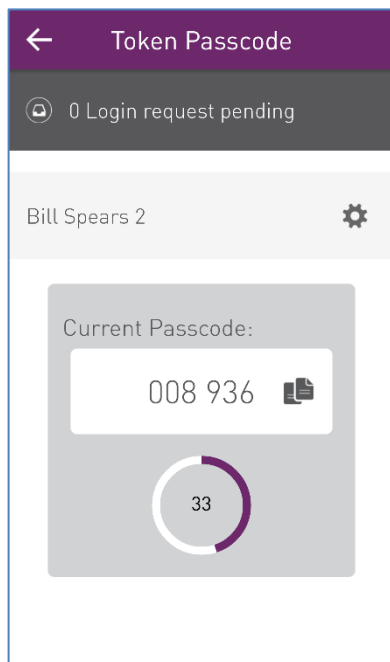 Token Passcode
0 Login request pending
Bill Spears 2
Current Passcode:
008 936
33